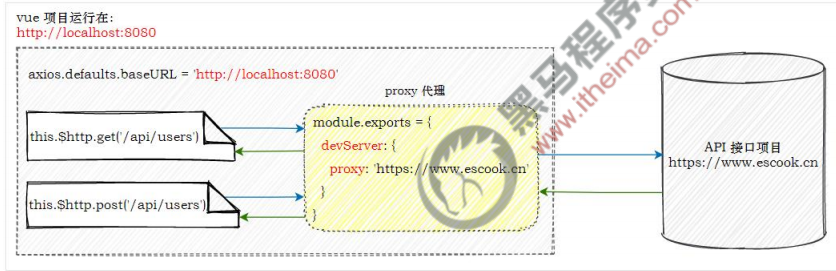 vue 项目运行在：
http://localhost:8080
axios.defaults.baseURL = 'http://localhost:8080'
proxy 代理
this.$http.get('/api/users')
this.$http.post('/api/users')
module.exports = {
devServer: {
proxy: 'https://www.escook.cn'
}
}
API 接口项目
https://www.escook.cn
黑马程序员
www.itheima.com